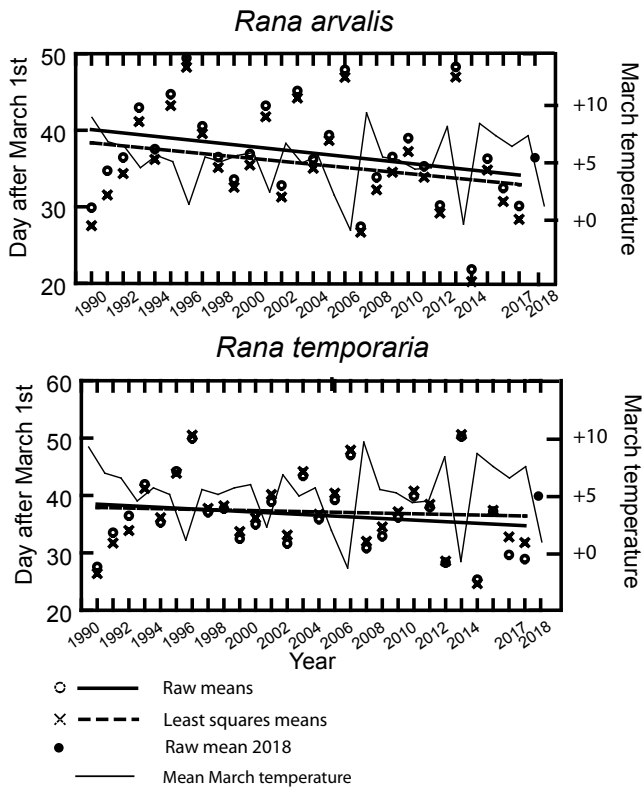 Rana arvalis
50
40
30
20
Day after March 1st
+10
+5
+0
March temperature
1990 1992 1994 1996 1998 2000 2002 2004 2006 2008 2010 2012 2014 2017 2018
Rana temporaria
60
50
40
30
20
Day after March 1st
+10
+5
+0
March temperature
1990 1992 1994 1996 1998 2000 2002 2004 2006 2008 2010 2012 2014 2017 2018
Year
Raw means
Least squares means
Raw mean 2018
Mean March temperature